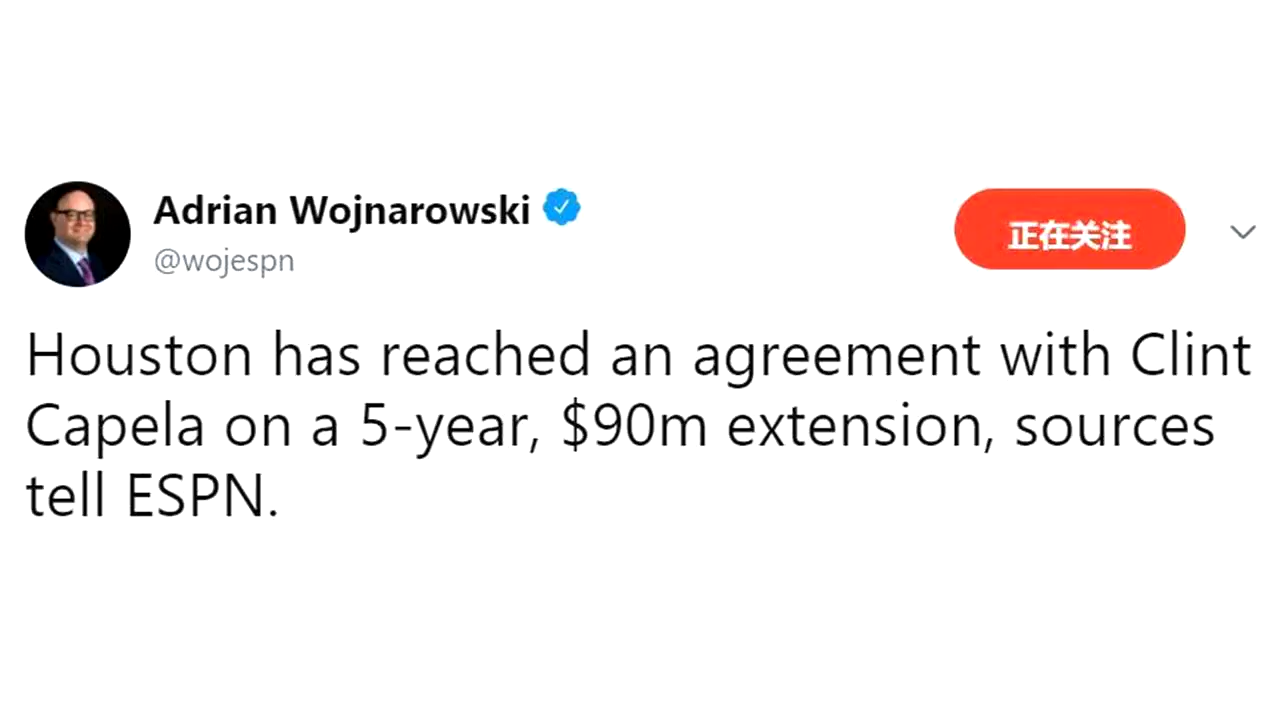 Adrian Wojnarowski
@wojespn
正在关注
Houston has reached an agreement with Clint
Capela on a 5-year, $90m extension, sources
tell ESPN.